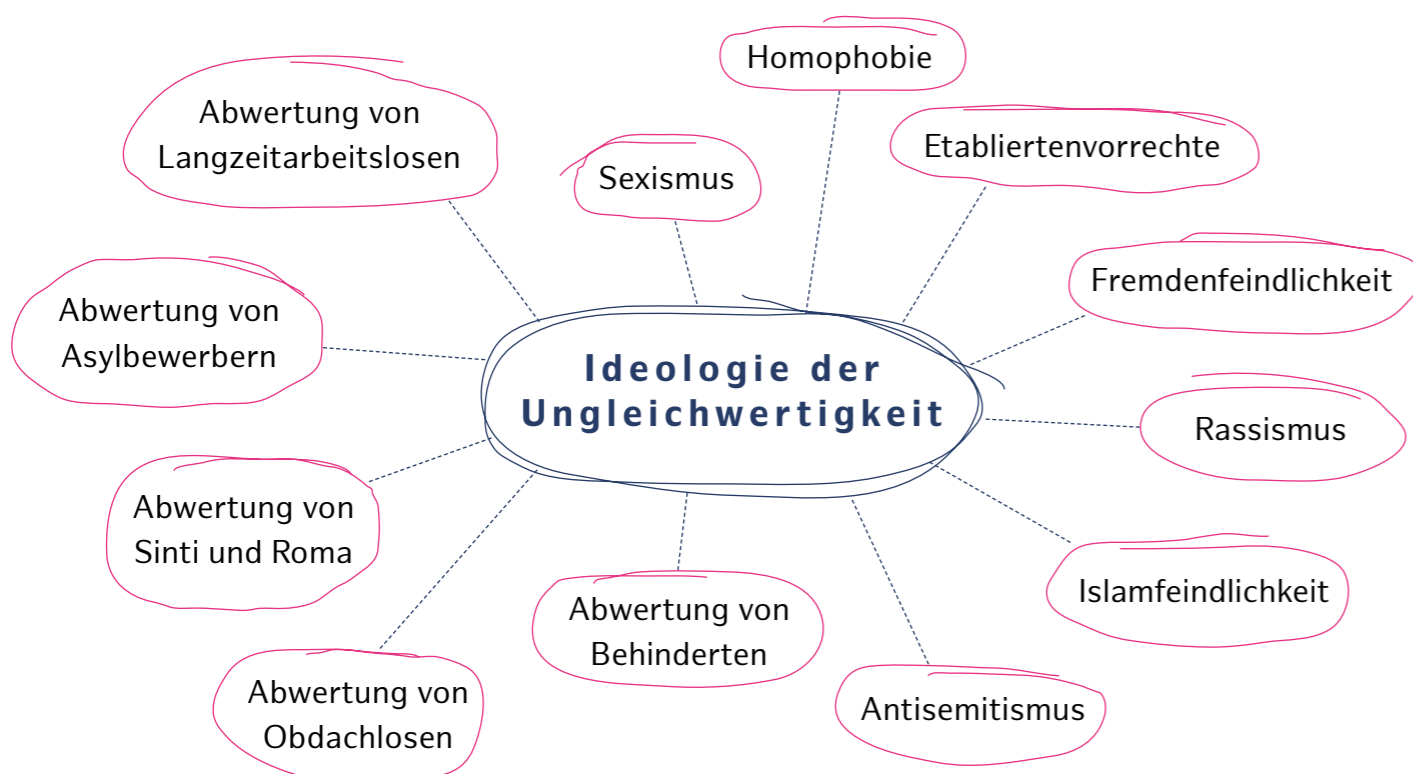 Homophobie
Abwertung von
Langzeitarbeitslosen
Sexismus
Etabliertenvorrechte
Fremdenfeindlichkeit
Abwertung von
Asylbewerbern
Ideologie der
Ungleichwertigkeit
Rassismus
Abwertung von
Sinti und Roma
Islamfeindlichkeit
Abwertung von
Behinderten
Abwertung von
Obdachlosen
Antisemitismus